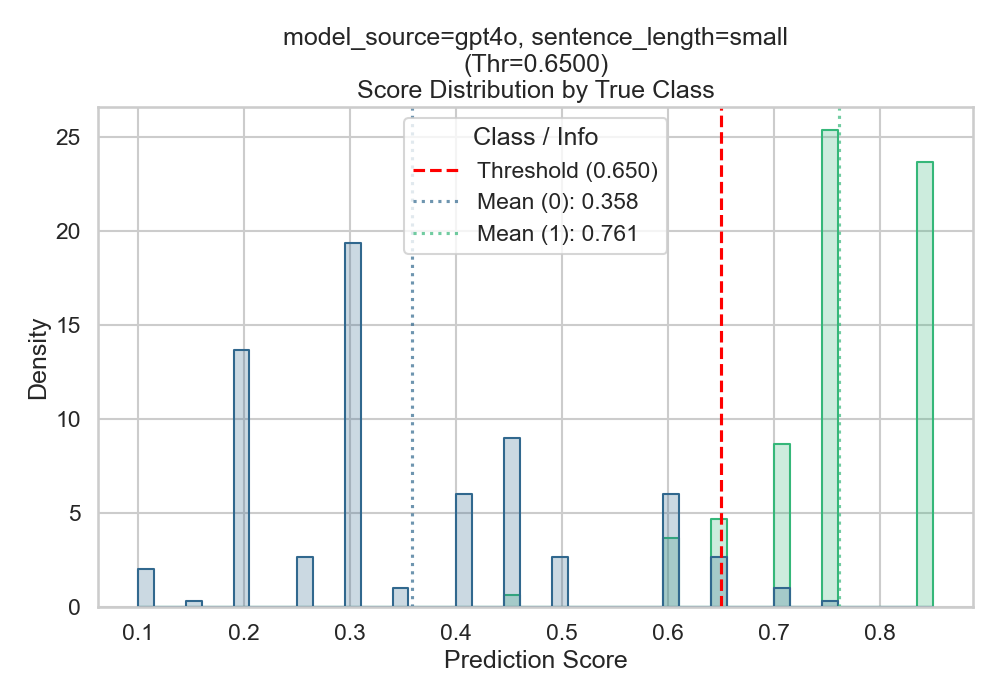 model_source=gpt4o, sentence_length=small
(Thr=0.6500)
Score Distribution by True Class
Class / Info
Threshold (0.650)
Mean (0): 0.358
Mean (1): 0.761
25
20
15
10
5
0
Density
0.1 0.2 0.3 0.4 0.5 0.6 0.7 0.8
Prediction Score